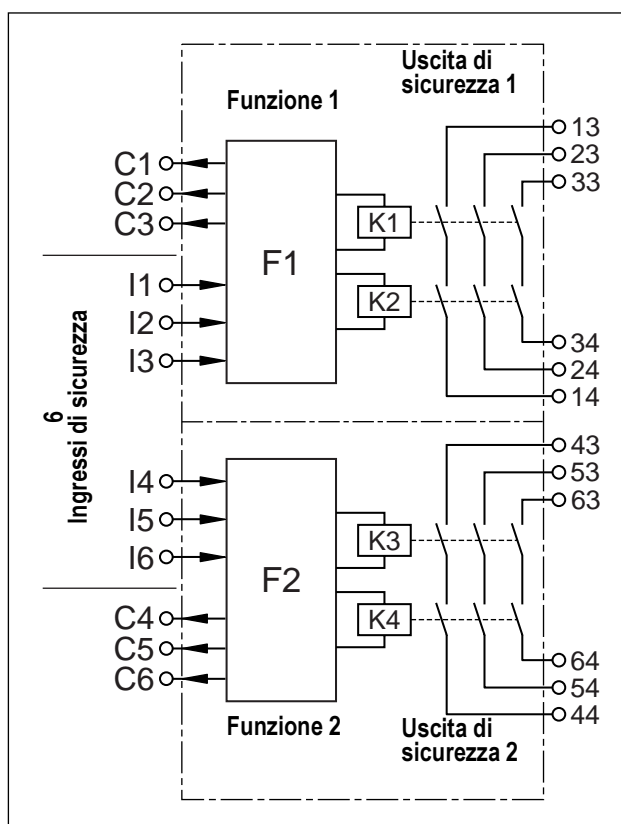 Uscita di
sicurezza 1
Funzione 1
13
23
33
C1
C2
C3
K1
F1
K2
I1
I2
I3
34
24
14
6
Ingressi di sicurezza
43
53
63
I4
I5
I6
K3
F2
K4
C4
C5
C6
64
54
44
Funzione 2
Uscita di
sicurezza 2